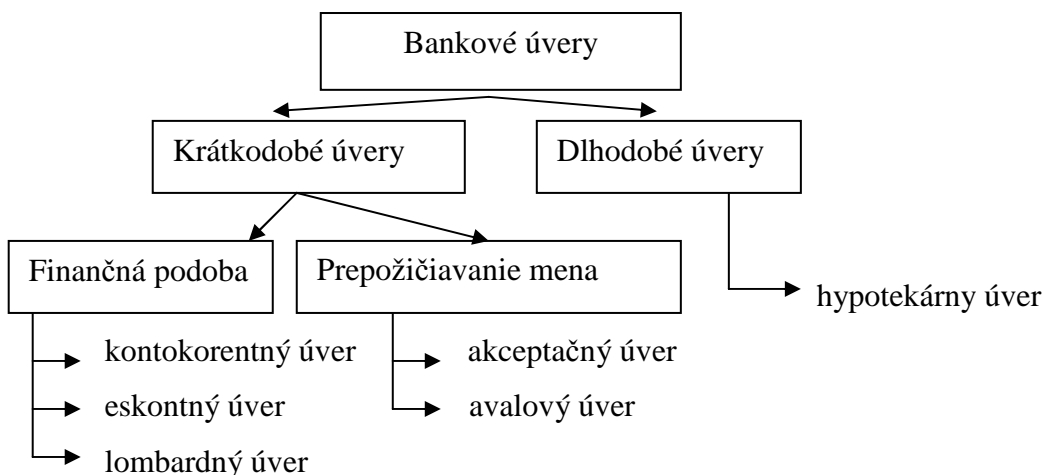 Bankové úvery
Krátkodobé úvery
Dlhodobé úvery
Finančná podoba
Prepožičiavanie mena
hypotekárny úver
kontokorentný úver
akceptačný úver
eskontný úver
avalový úver
lombardný úver